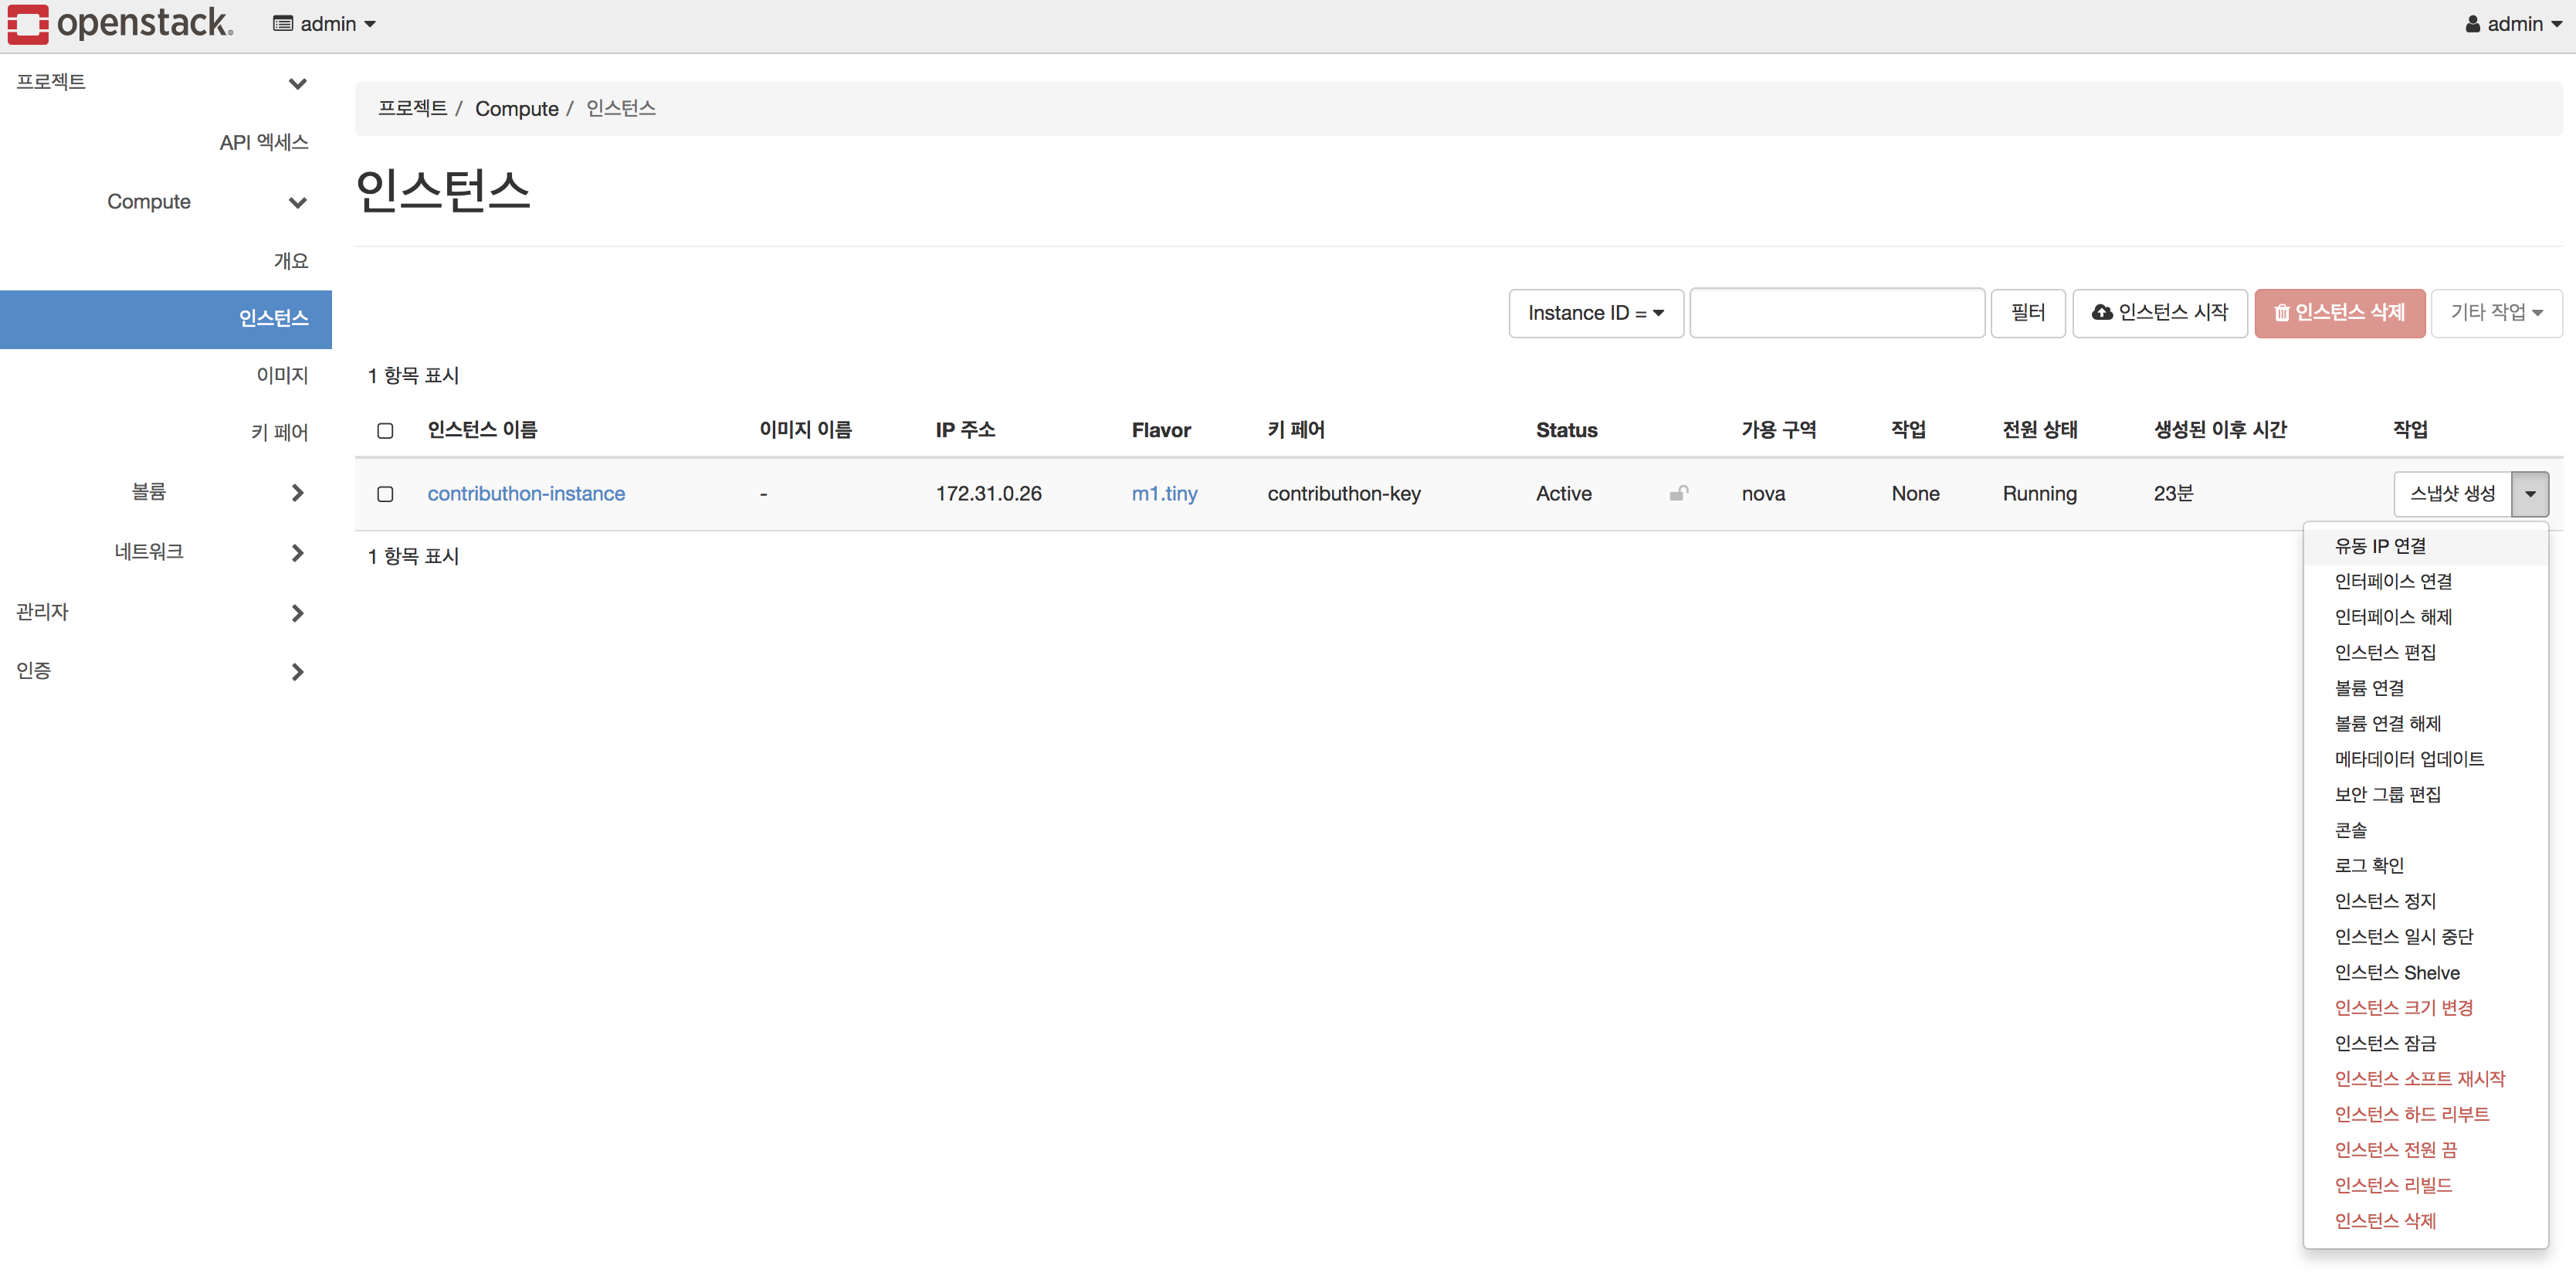 openstack.
admin
admin
프로젝트
API 엑세스
Compute
개요
인스턴스
이미지
키 페어
볼륨
네트워크
관리자
인증
프로젝트 / Compute / 인스턴스
인스턴스
Instance ID =
필터
인스턴스 시작
인스턴스 삭제
기타 작업
1 항목 표시
인스턴스 이름 이미지 이름 IP 주소 Flavor 키 페어 Status 가용 구역 작업 전원 상태 생성된 이후 시간 작업
contributhon-instance - 172.31.0.26 m1.tiny contributhon-key Active nova None Running 23분 스냅샷 생성
1 항목 표시
유동 IP 연결
인터페이스 연결
인터페이스 해제
인스턴스 편집
볼륨 연결
볼륨 연결 해제
메타데이터 업데이트
보안 그룹 편집
콘솔
로그 확인
인스턴스 정지
인스턴스 일시 중단
인스턴스 Shelve
인스턴스 크기 변경
인스턴스 잠금
인스턴스 소프트 재시작
인스턴스 하드 리부트
인스턴스 전원 끔
인스턴스 리빌드
인스턴스 삭제